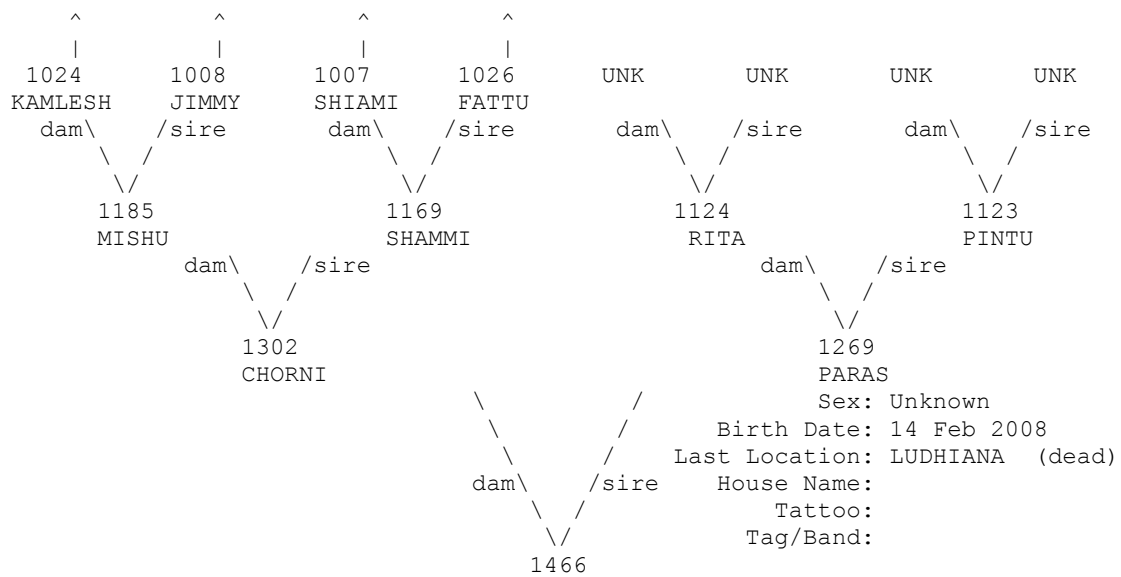 ^ ^ ^ ^
| | | |
1024 1008 1007 1026 UNK UNK UNK UNK
KAMLESH JIMMY SHIAMI FATTU
dam\ /sire dam\ /sire dam\ /sire dam\ /sire
\ / \ / \ / \ /
\/ \/ \/ \/
1185 1169 1124 1123
MISHU SHAMMI RITA PINTU
dam\ /sire dam\ /sire
\ / \ /
\/ \/
1302 1269
CHORNI PARAS
\ / Sex: Unknown
\ / Birth Date: 14 Feb 2008
\ / Last Location: LUDHIANA (dead)
dam\ /sire House Name:
\ / Tattoo:
\/ Tag/Band:
1466